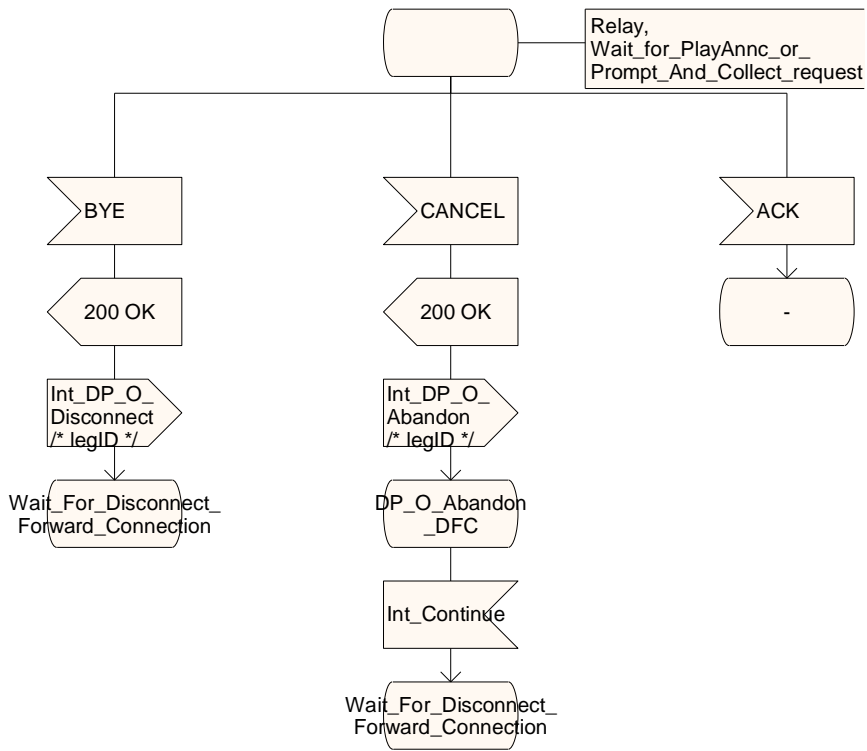 Relay,
Wait_for_PlayAnnc_or_
Prompt_And_Collect_request
BYE
CANCEL
ACK
200 OK
200 OK
-
Int_DP_O_
Disconnect
/* legID */
Int_DP_O_
Abandon
/* legID */
Wait_For_Disconnect_
Forward_Connection
DP_O_Abandon
_DFC
Int_Continue
Wait_For_Disconnect_
Forward_Connection